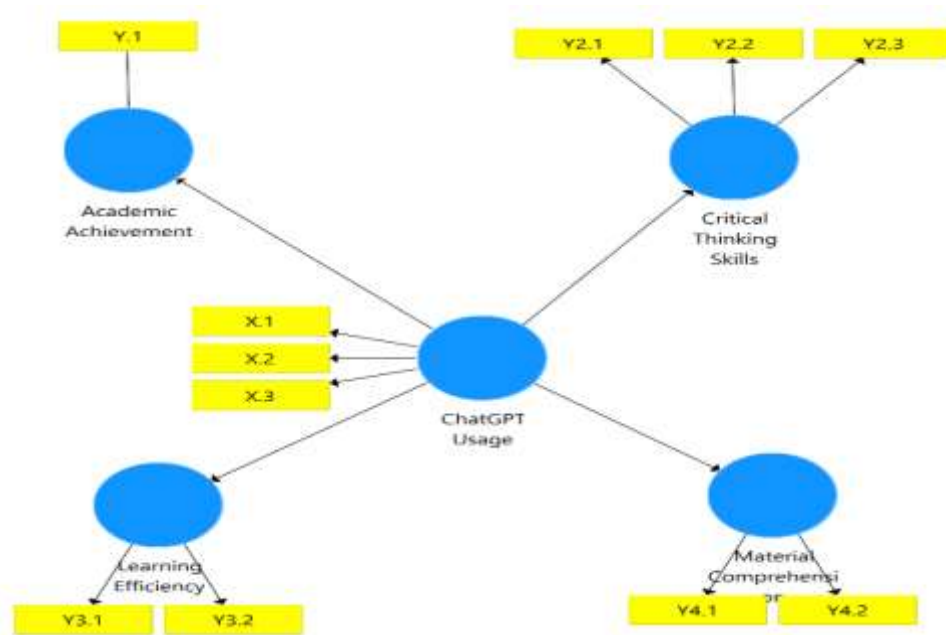 Y.1
Y2.1 Y2.2 Y2.3
Academic
Achievement
Critical
Thinking
Skills
X.1
X.2
X.3
ChatGPT
Usage
Learning
Efficiency
Material
Comprehensi
on
Y3.1 Y3.2
Y4.1 Y4.2